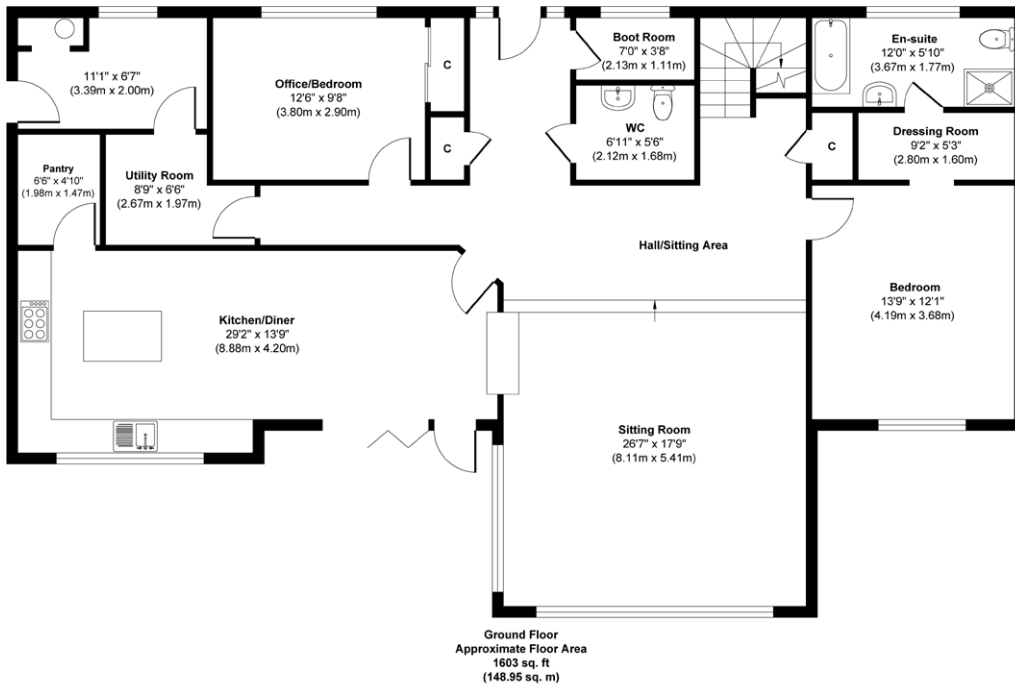 11'1" x 6'7"
(3.39m x 2.00m)
Office/Bedroom
12'6" x 9'8"
(3.80m x 2.90m)
C
C
Boot Room
7'0" x 3'8"
(2.13m x 1.11m)
WC
6'11" x 5'6"
(2.12m x 1.68m)
En-suite
12'0" x 5'10"
(3.67m x 1.77m)
C
Dressing Room
9'2" x 5'3"
(2.80m x 1.60m)
Pantry
6'6" x 4'10"
(1.98m x 1.47m)
Utility Room
8'9" x 6'6"
(2.67m x 1.97m)
Hall/Sitting Area
Bedroom
13'9" x 12'1"
(4.19m x 3.68m)
Kitchen/Diner
29'2" x 13'9"
(8.88m x 4.20m)
Sitting Room
26'7" x 17'9"
(8.11m x 5.41m)
Ground Floor
Approximate Floor Area
1603 sq. ft
(148.95 sq. m)